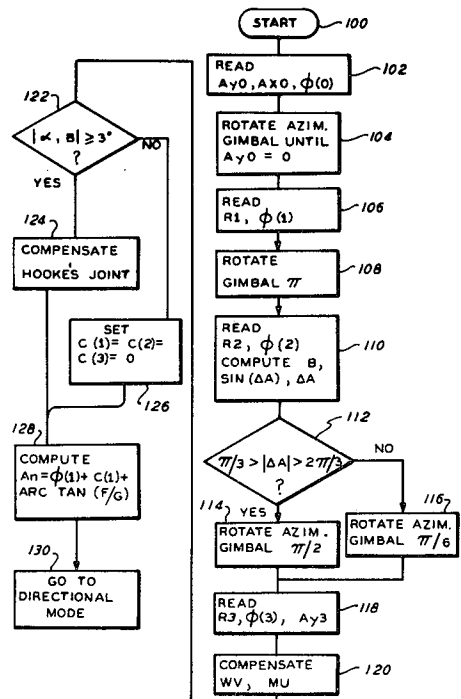 START
100
READ
Ay0, AX0, ϕ(0)
102
ROTATE AZIM.
GIMBAL UNTIL
Ay0 = 0
104
READ
R1, ϕ(1)
106
ROTATE
GIMBAL π
108
READ
R2, ϕ(2)
COMPUTE B,
SIN(ΔA), ΔA
110
112
π/3 > |ΔA| > 2π/3
?
YES
NO
114
ROTATE AZIM.
GIMBAL π/2
116
ROTATE AZIM.
GIMBAL π/6
READ
R3, ϕ(3), Ay3
118
COMPENSATE
WV, MU
120
122
|α, B| ≥ 3°
?
NO
YES
124
COMPENSATE
HOOKE'S JOINT
SET
C(1)= C(2)=
C(3)= 0
126
128
COMPUTE
An=ϕ(1)+ C(1)+
ARC TAN (F/G)
130
GO TO
DIRECTIONAL
MODE